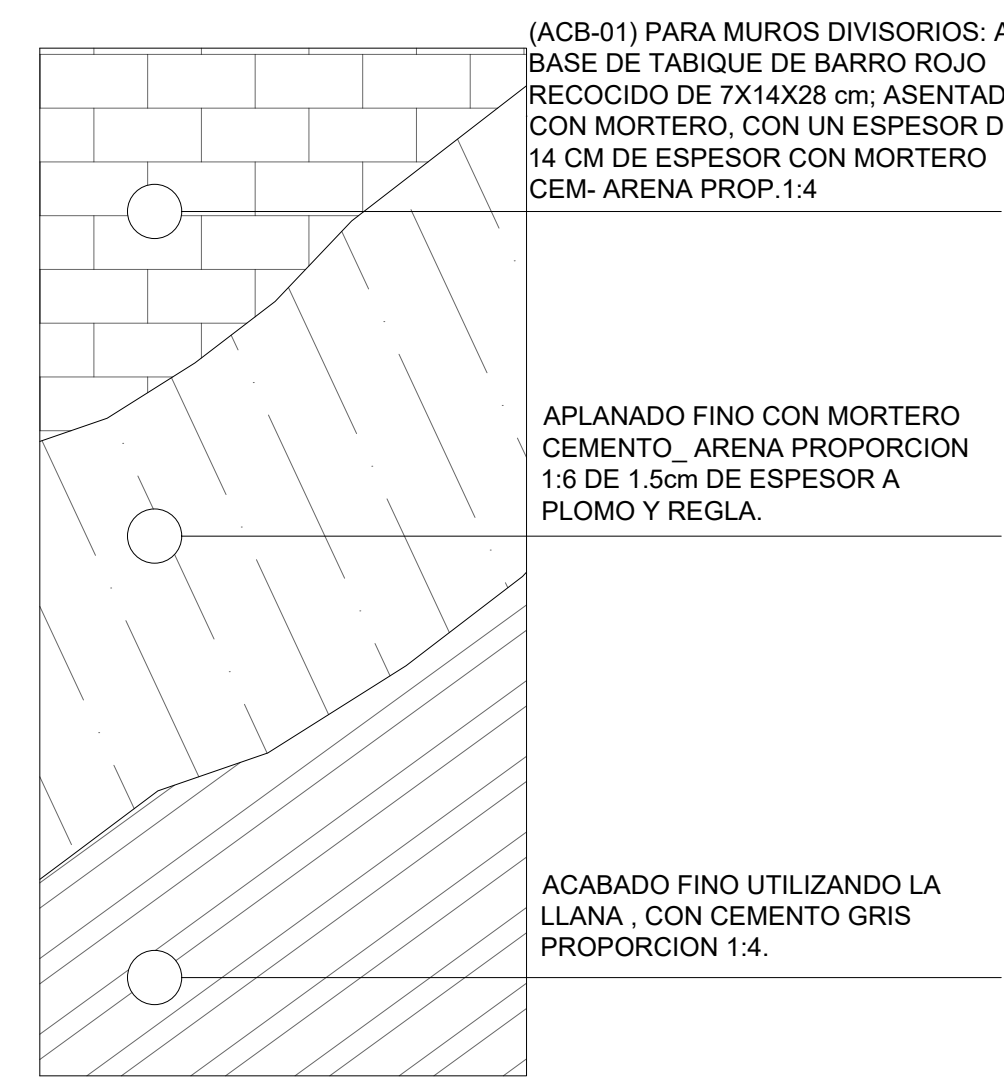 (ACB-01) PARA MUROS DIVISORIOS: A
BASE DE TABIQUE DE BARRO ROJO
RECOCIDO DE 7X14X28 cm; ASENTAD
CON MORTERO, CON UN ESPESOR D
14 CM DE ESPESOR CON MORTERO
CEM- ARENA PROP.1:4
APLANADO FINO CON MORTERO
CEMENTO_ ARENA PROPORCION
1:6 DE 1.5cm DE ESPESOR A
PLOMO Y REGLA.
ACABADO FINO UTILIZANDO LA
LLANA , CON CEMENTO GRIS
PROPORCION 1:4.